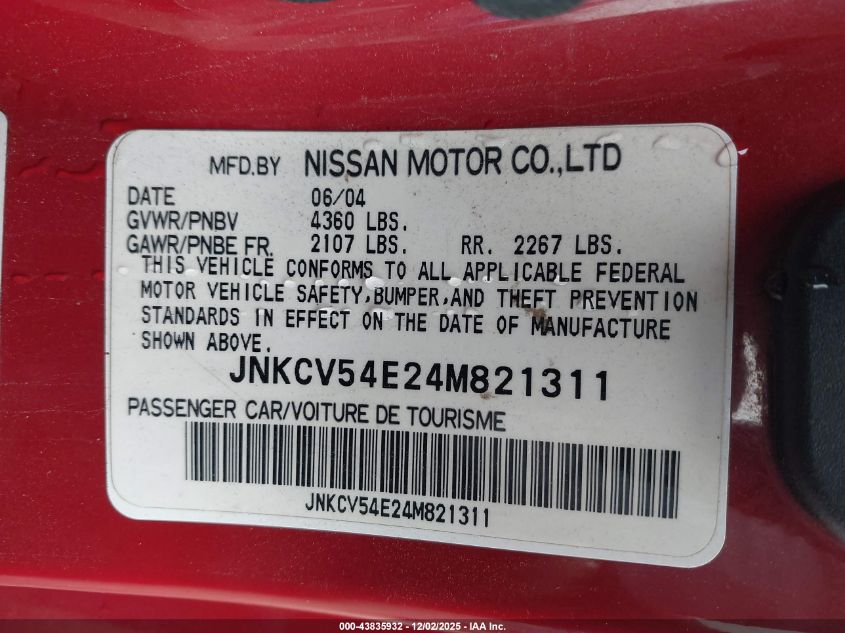 MFD.BY NISSAN MOTOR CO.,LTD
DATE 06/04
GVWR/PNBV 4360 LBS.
GAWR/PNBE FR. 2107 LBS. RR. 2267 LBS.
THIS VEHICLE CONFORMS TO ALL APPLICABLE FEDERAL
MOTOR VEHICLE SAFETY,BUMPER,AND THEFT PREVENTION
STANDARDS IN EFFECT ON THE DATE OF MANUFACTURE
SHOWN ABOVE.
JNKCV54E24M821311
PASSENGER CAR/VOITURE DE TOURISME
JNKCV54E24M821311
000-43835932 - 12/02/2025 - IAA Inc.